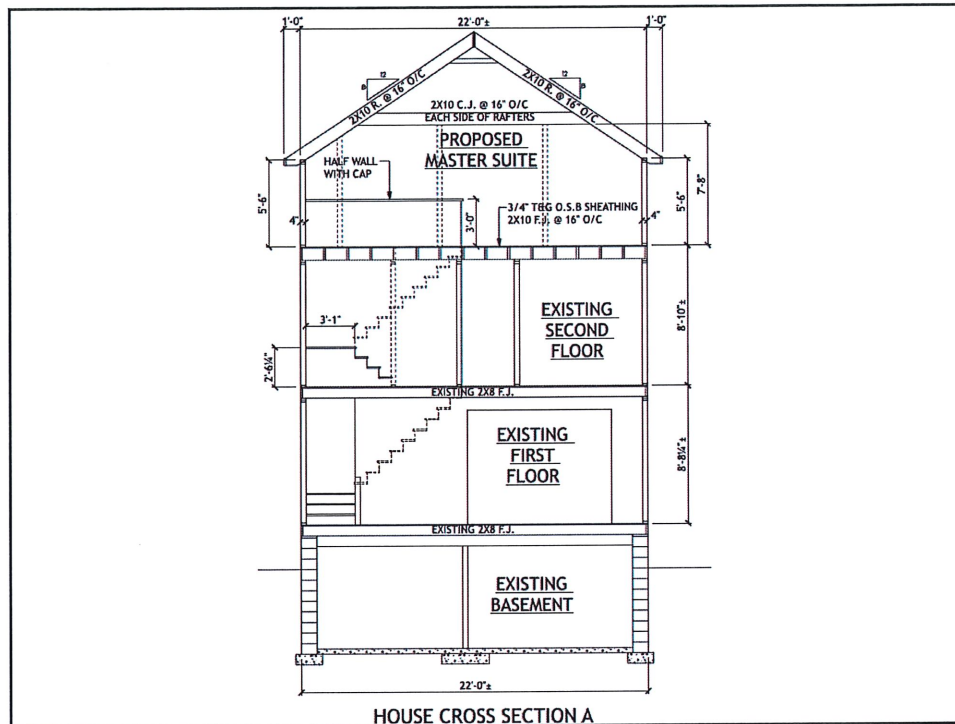 1'-0"
22'-0"±
1'-0"
12
12
2X10 R. @ 16" O/C
2X10 R. @ 16" O/C
2X10 C.J. @ 16" O/C
EACH SIDE OF RAFTERS
PROPOSED
MASTER SUITE
HALF WALL
WITH CAP
5'-6"
4"
3'-0"
3/4" T&G O.S.B SHEATHING
2X10 F.J. @ 16" O/C
4"
5'-6"
7'-8"
3'-1"
2'-6¼"
EXISTING
SECOND
FLOOR
8'-10"±
EXISTING 2X8 F.J.
EXISTING
FIRST
FLOOR
8'-8¼"±
EXISTING 2X8 F.J.
EXISTING
BASEMENT
22'-0"±
HOUSE CROSS SECTION A